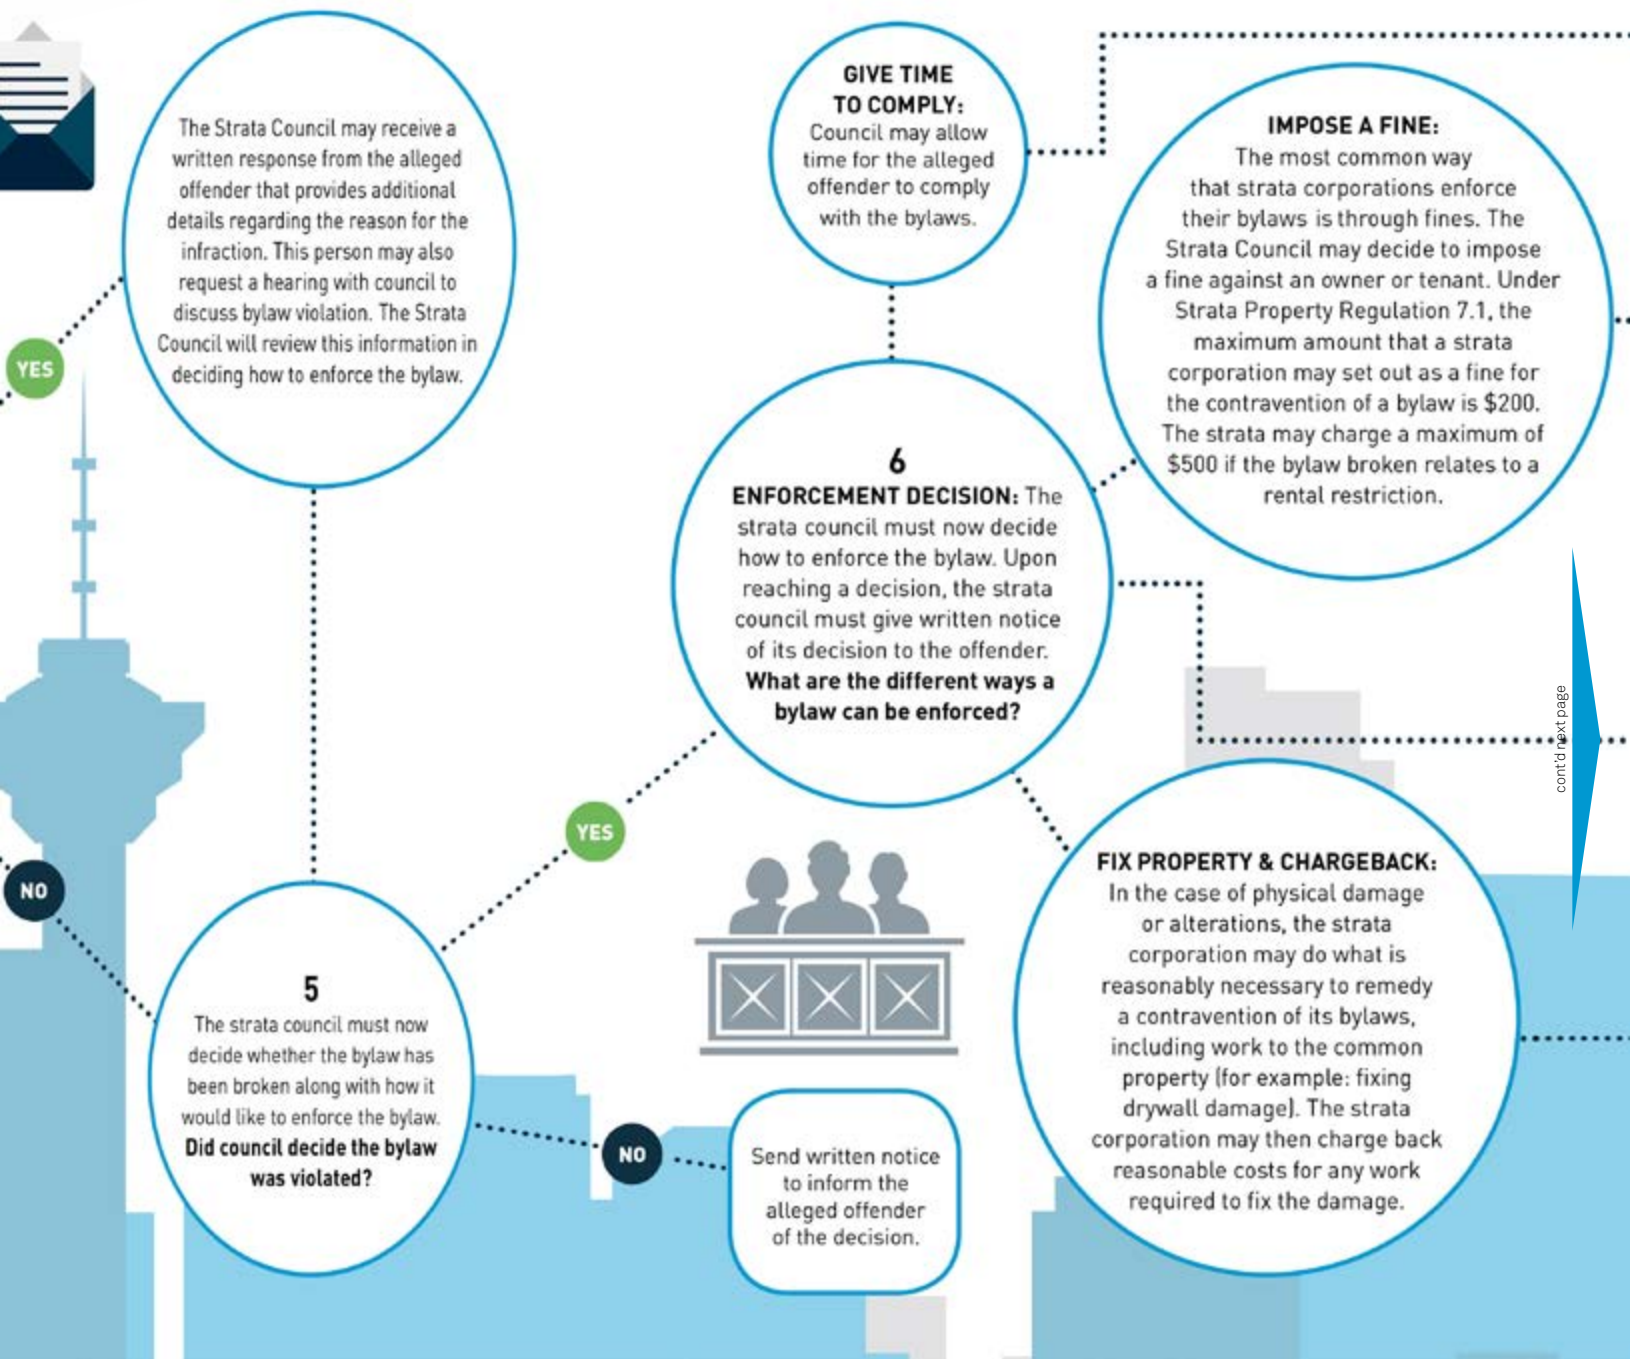 The Strata Council may receive a
written response from the alleged
offender that provides additional
details regarding the reason for the
infraction. This person may also
request a hearing with council to
discuss bylaw violation. The Strata
Council will review this information in
deciding how to enforce the bylaw.
YES
NO
5
The strata council must now
decide whether the bylaw has
been broken along with how it
would like to enforce the bylaw.
Did council decide the bylaw
was violated?
YES
NO
Send written notice
to inform the
alleged offender
of the decision.
6
ENFORCEMENT DECISION: The
strata council must now decide
how to enforce the bylaw. Upon
reaching a decision, the strata
council must give written notice
of its decision to the offender.
What are the different ways a
bylaw can be enforced?
GIVE TIME
TO COMPLY:
Council may allow
time for the alleged
offender to comply
with the bylaws.
IMPOSE A FINE:
The most common way
that strata corporations enforce
their bylaws is through fines. The
Strata Council may decide to impose
a fine against an owner or tenant. Under
Strata Property Regulation 7.1, the
maximum amount that a strata
corporation may set out as a fine for
the contravention of a bylaw is $200.
The strata may charge a maximum of
$500 if the bylaw broken relates to a
rental restriction.
FIX PROPERTY & CHARGEBACK:
In the case of physical damage
or alterations, the strata
corporation may do what is
reasonably necessary to remedy
a contravention of its bylaws,
including work to the common
property (for example: fixing
drywall damage). The strata
corporation may then charge back
reasonable costs for any work
required to fix the damage.
cont'd next page